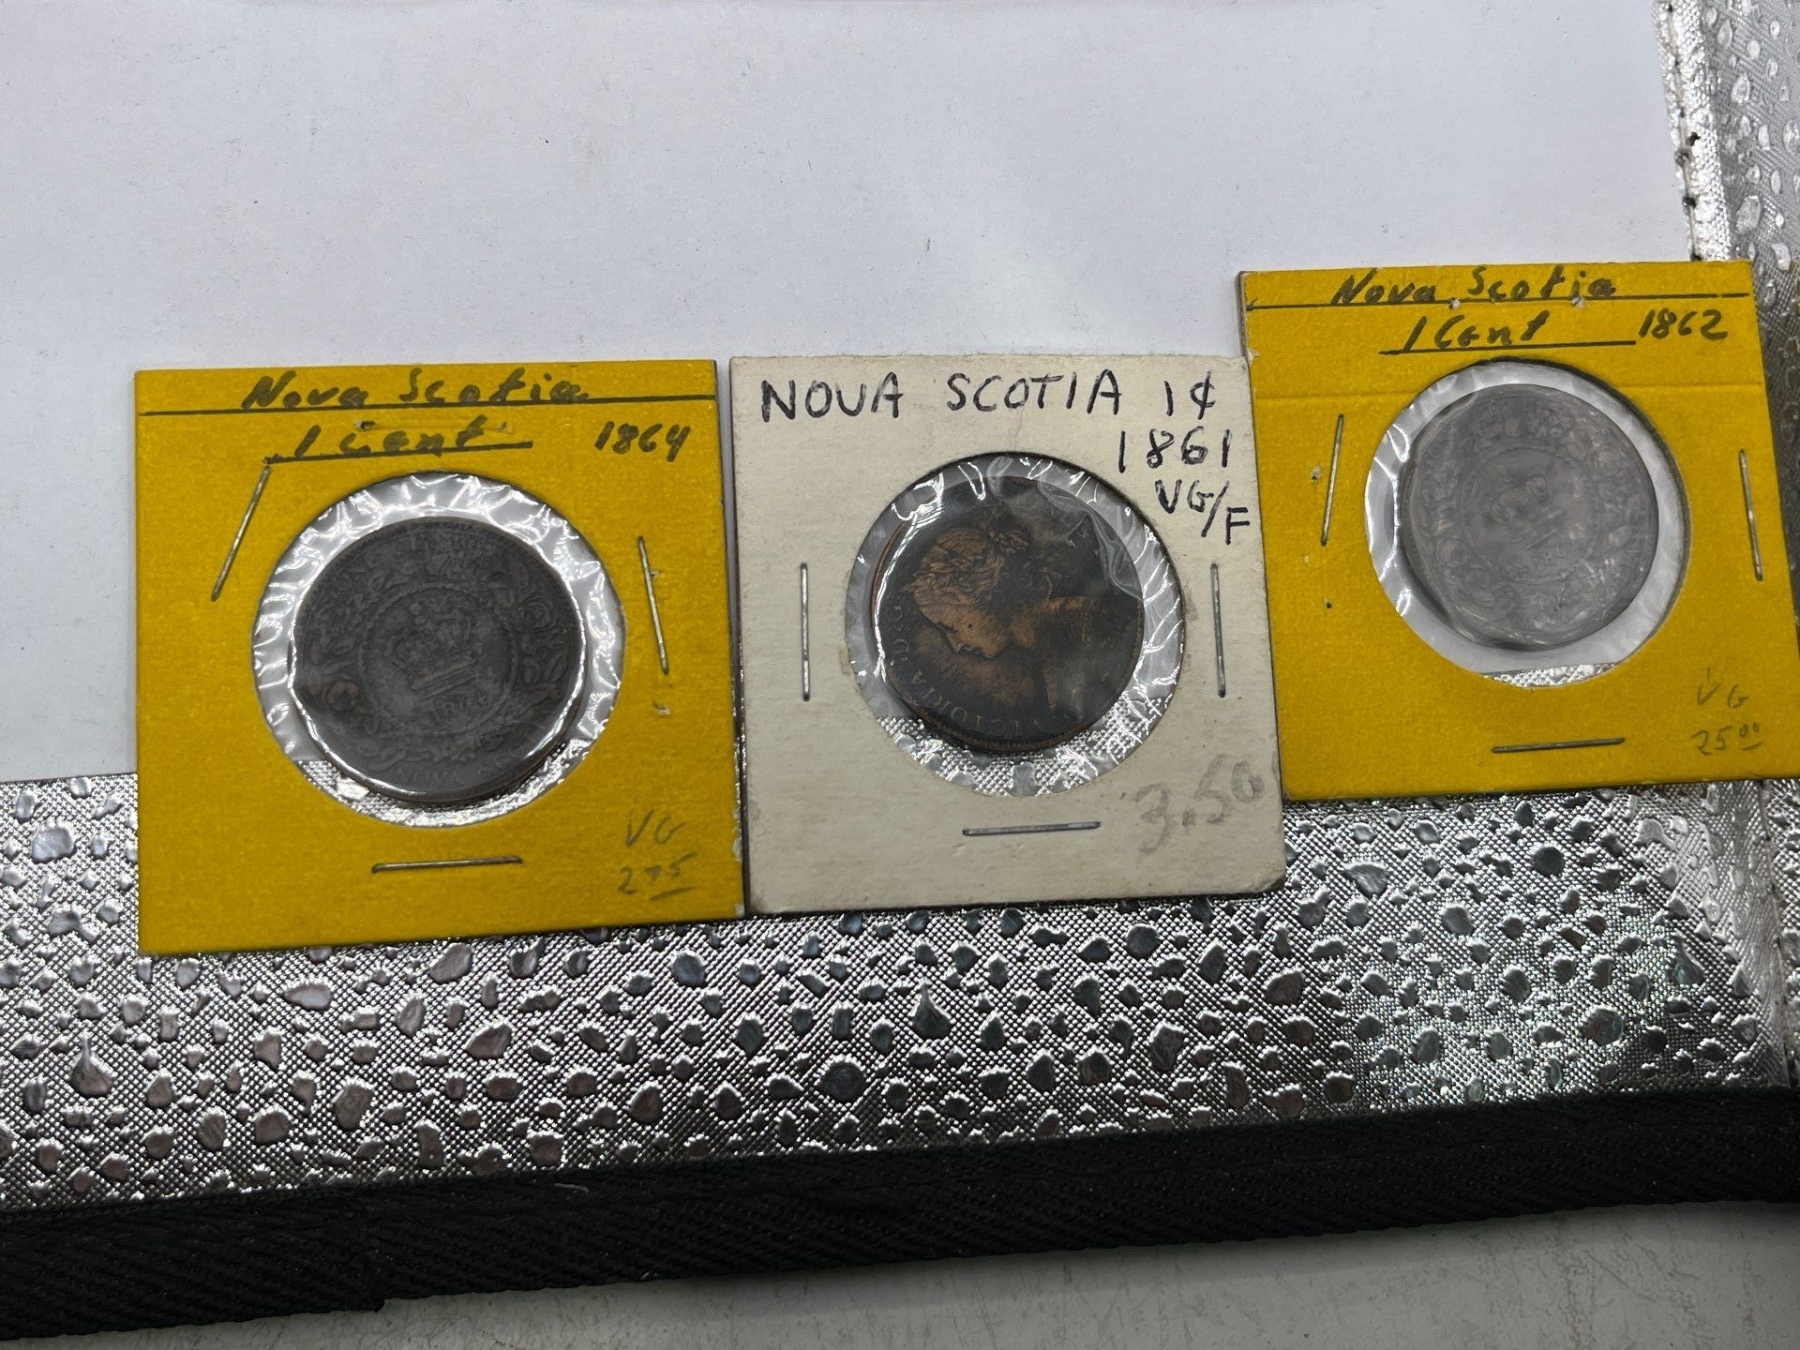 Nova Scotia
1 Cent 1864
VG
2 75
NOVA SCOTIA 1¢
1861
VG/F
VICTORIA D:G:
3.50
Nova Scotia
1 Cent 1862
VG
25 00